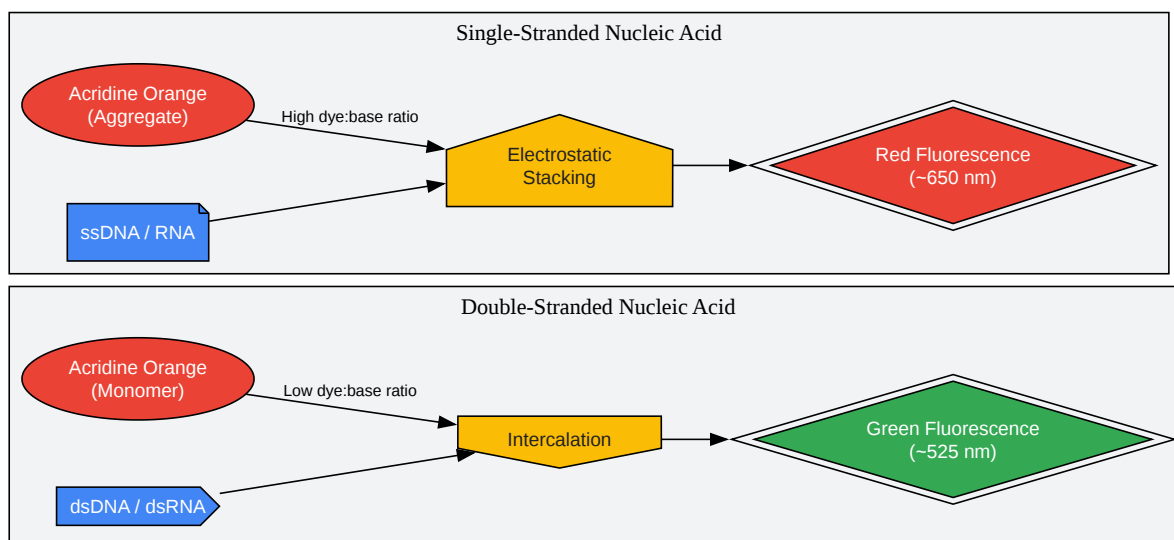 Single-Stranded Nucleic Acid
Acridine Orange
(Aggregate)
High dye:base ratio
ssDNA / RNA
Electrostatic
Stacking
Red Fluorescence
(~650 nm)
Double-Stranded Nucleic Acid
Acridine Orange
(Monomer)
Low dye:base ratio
dsDNA / dsRNA
Intercalation
Green Fluorescence
(~525 nm)